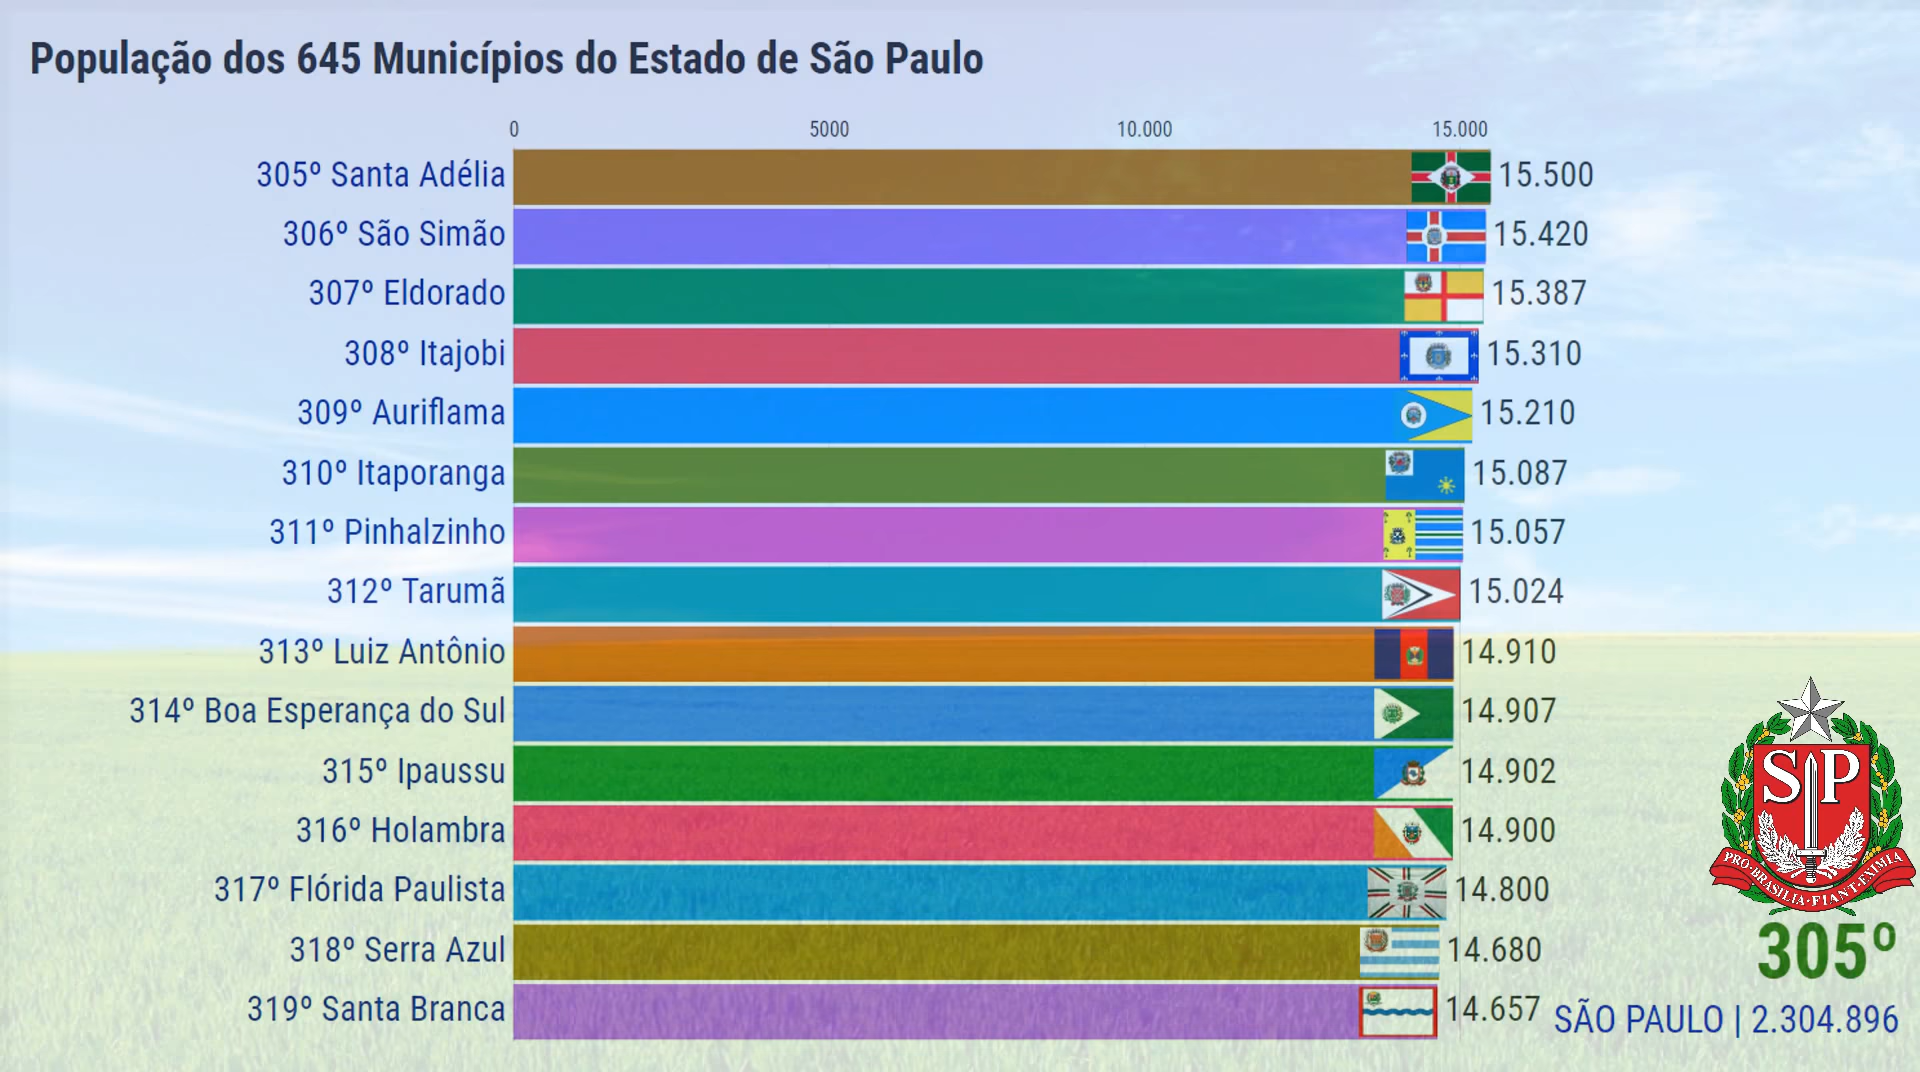 População dos 645 Municípios do Estado de São Paulo
0 5000 10.000 15.000
305º Santa Adélia 15.500
306º São Simão 15.420
307º Eldorado 15.387
308º Itajobi 15.310
309º Auriflama 15.210
310º Itaporanga 15.087
311º Pinhalzinho 15.057
312º Tarumã 15.024
313º Luiz Antônio 14.910
314º Boa Esperança do Sul 14.907
315º Ipaussu 14.902
316º Holambra 14.900
317º Flórida Paulista 14.800
318º Serra Azul 14.680
319º Santa Branca 14.657
SP
PRO·BRASILIA·FIANT·EXIMIA
305º
SÃO PAULO | 2.304.896